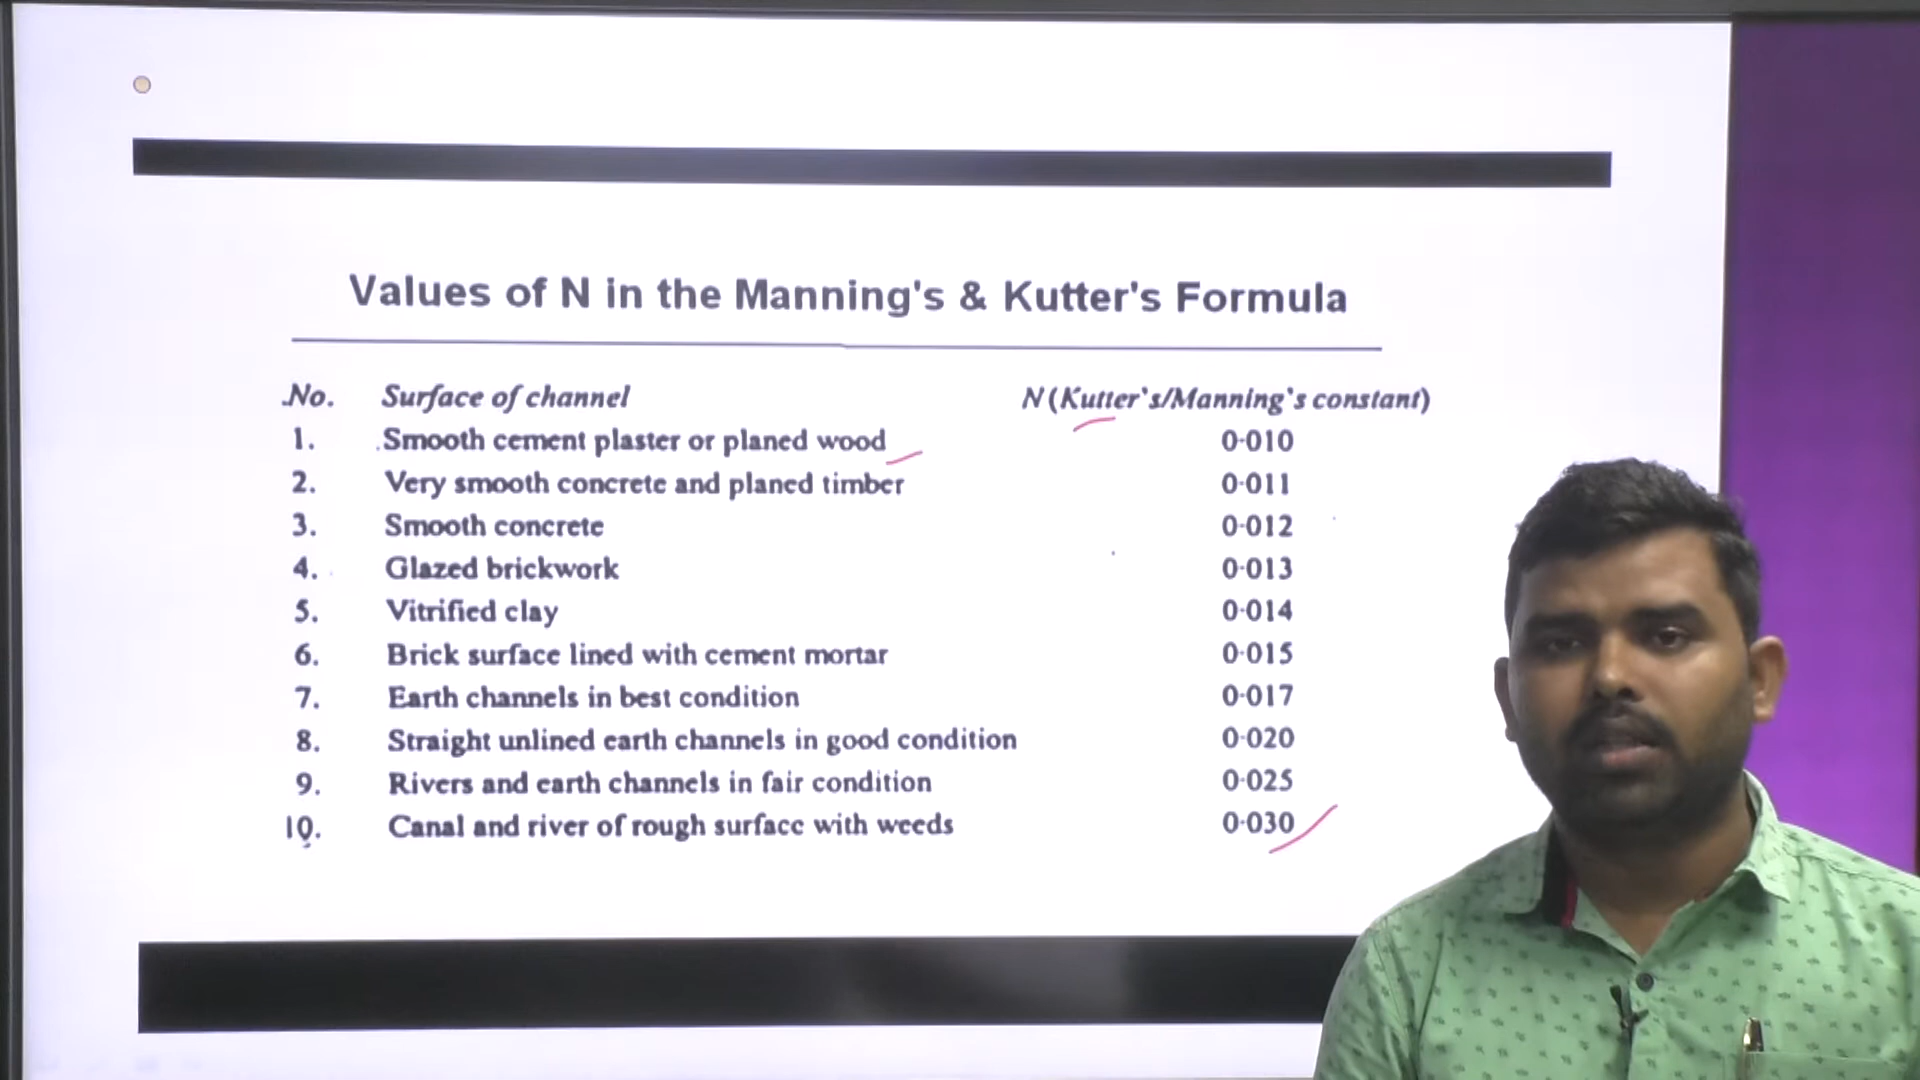 Values of N in the Manning's & Kutter's Formula
No. Surface of channel N (Kutter's/Manning's constant)
1. Smooth cement plaster or planed wood 0·010
2. Very smooth concrete and planed timber 0·011
3. Smooth concrete 0·012
4. Glazed brickwork 0·013
5. Vitrified clay 0·014
6. Brick surface lined with cement mortar 0·015
7. Earth channels in best condition 0·017
8. Straight unlined earth channels in good condition 0·020
9. Rivers and earth channels in fair condition 0·025
10. Canal and river of rough surface with weeds 0·030